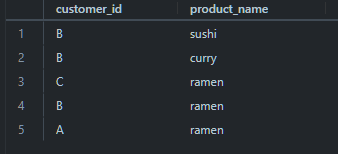 customer_id product_name
1 B sushi
2 B curry
3 C ramen
4 B ramen
5 A ramen